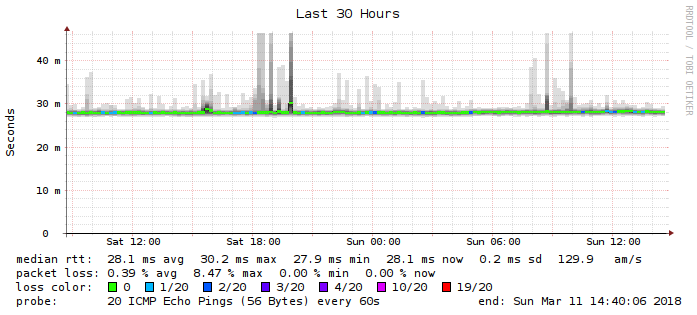 Last 30 Hours
RRDTOOL / TOBI OETIKER
Seconds
40 m
30 m
20 m
10 m
0
Sat 12:00 Sat 18:00 Sun 00:00 Sun 06:00 Sun 12:00
median rtt: 28.1 ms avg 30.2 ms max 27.9 ms min 28.1 ms now 0.2 ms sd 129.9 am/s
packet loss: 0.39 % avg 8.47 % max 0.00 % min 0.00 % now
loss color: 0 1/20 2/20 3/20 4/20 10/20 19/20
probe: 20 ICMP Echo Pings (56 Bytes) every 60s end: Sun Mar 11 14:40:06 2018